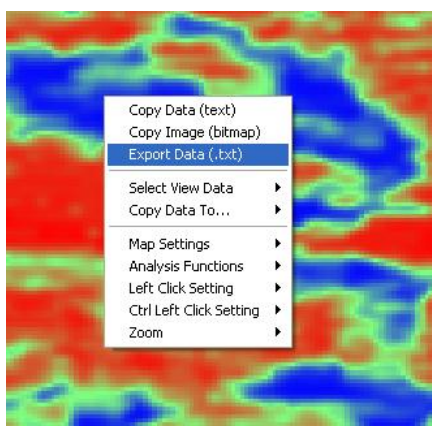 Copy Data (text)
Copy Image (bitmap)
Export Data (.txt)
Select View Data
Copy Data To...
Map Settings
Analysis Functions
Left Click Setting
Ctrl Left Click Setting
Zoom